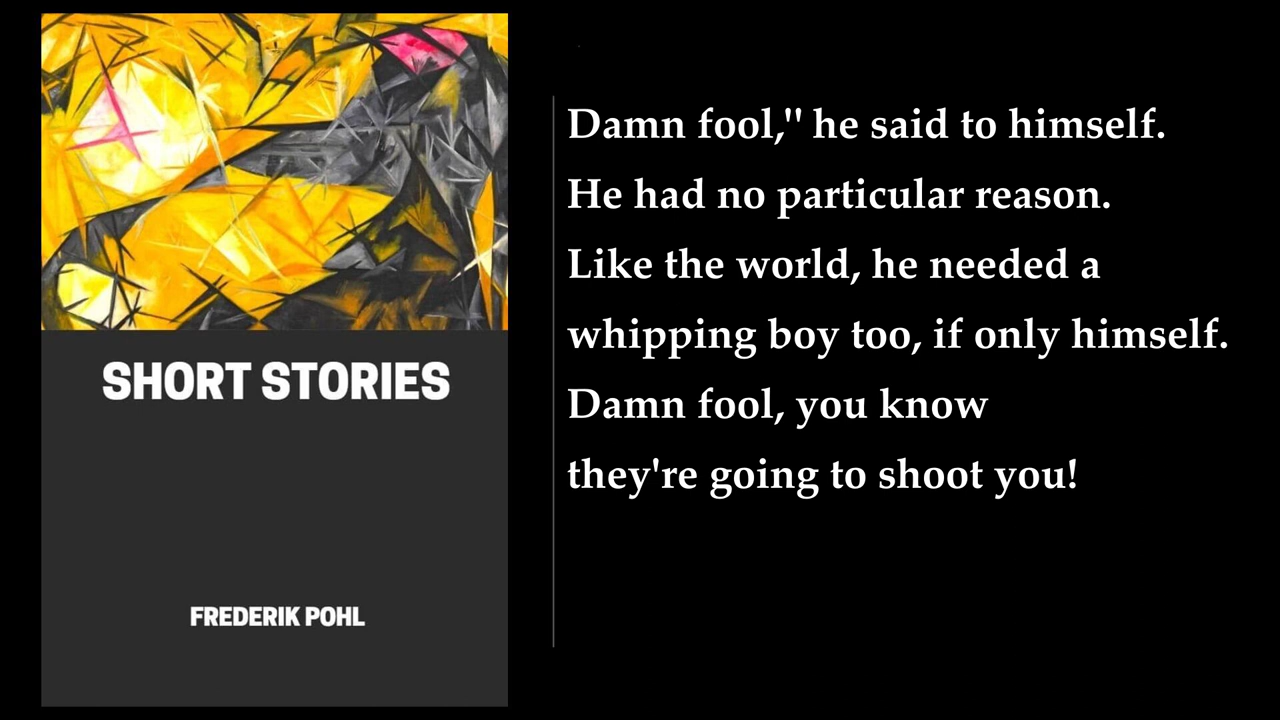 SHORT STORIES
FREDERIK POHL
Damn fool," he said to himself.
He had no particular reason.
Like the world, he needed a
whipping boy too, if only himself.
Damn fool, you know
they're going to shoot you!